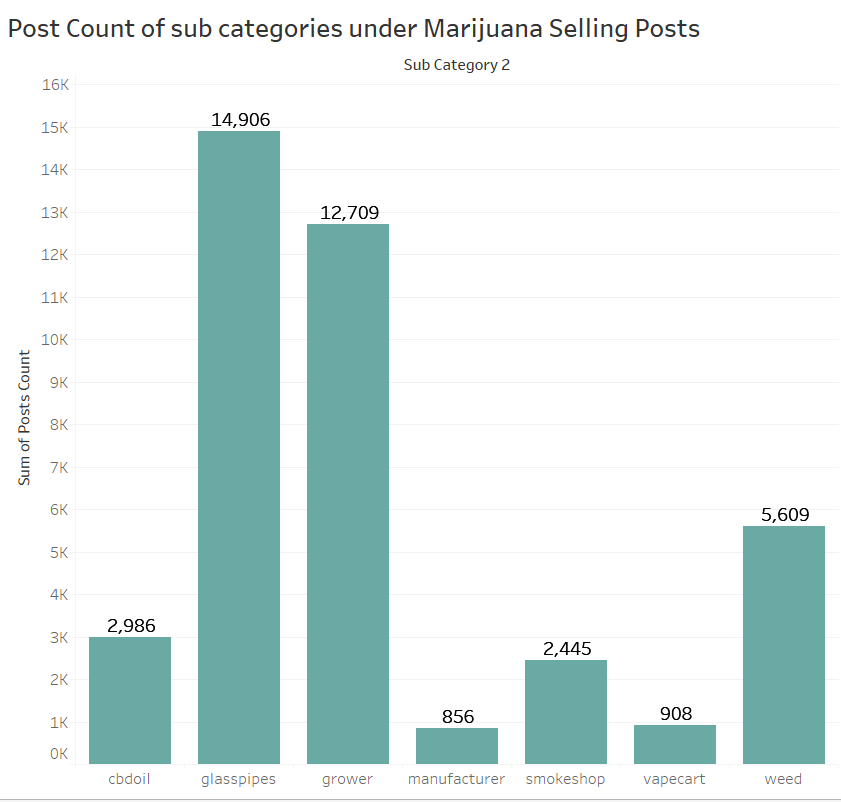 Post Count of sub categories under Marijuana Selling Posts
Sub Category 2
Sum of Posts Count
16K
15K
14K
13K
12K
11K
10K
9K
8K
7K
6K
5K
4K
3K
2K
1K
0K
2,986
14,906
12,709
856
2,445
908
5,609
cbdoil glasspipes grower manufacturer smokeshop vapecart weed